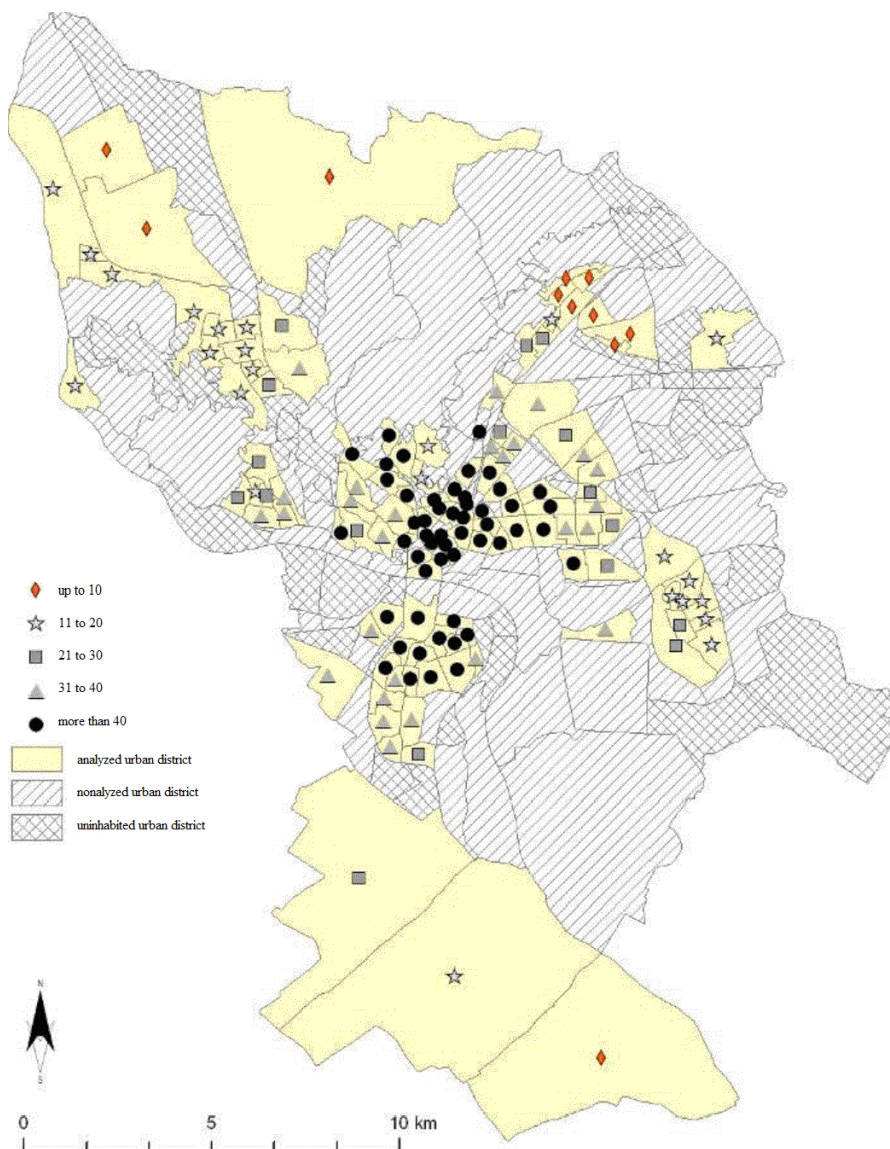 up to 10
11 to 20
21 to 30
31 to 40
more than 40
analyzed urban district
nonalyzed urban district
uninhabited urban district
N
S
0 5 10 km